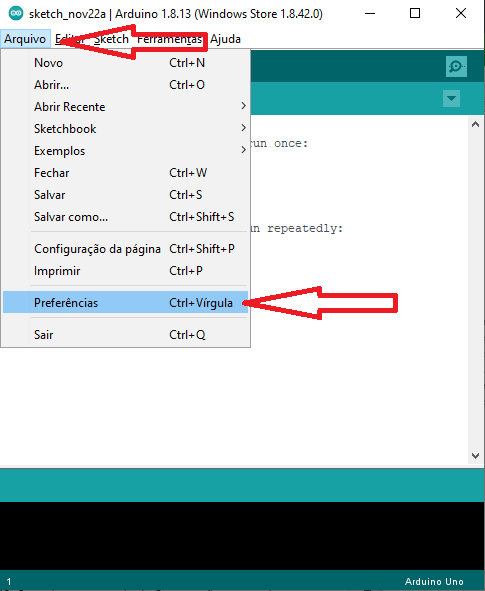 sketch_nov22a | Arduino 1.8.13 (Windows Store 1.8.42.0)
Arquivo Editar Sketch Ferramentas Ajuda
Novo Ctrl+N
Abrir... Ctrl+O
Abrir Recente
Sketchbook
Exemplos
run once:
Fechar Ctrl+W
Salvar Ctrl+S
Salvar como... Ctrl+Shift+S
un repeatedly:
Configuração da página Ctrl+Shift+P
Imprimir Ctrl+P
Preferências Ctrl+Vírgula
Sair Ctrl+Q
1 Arduino Uno